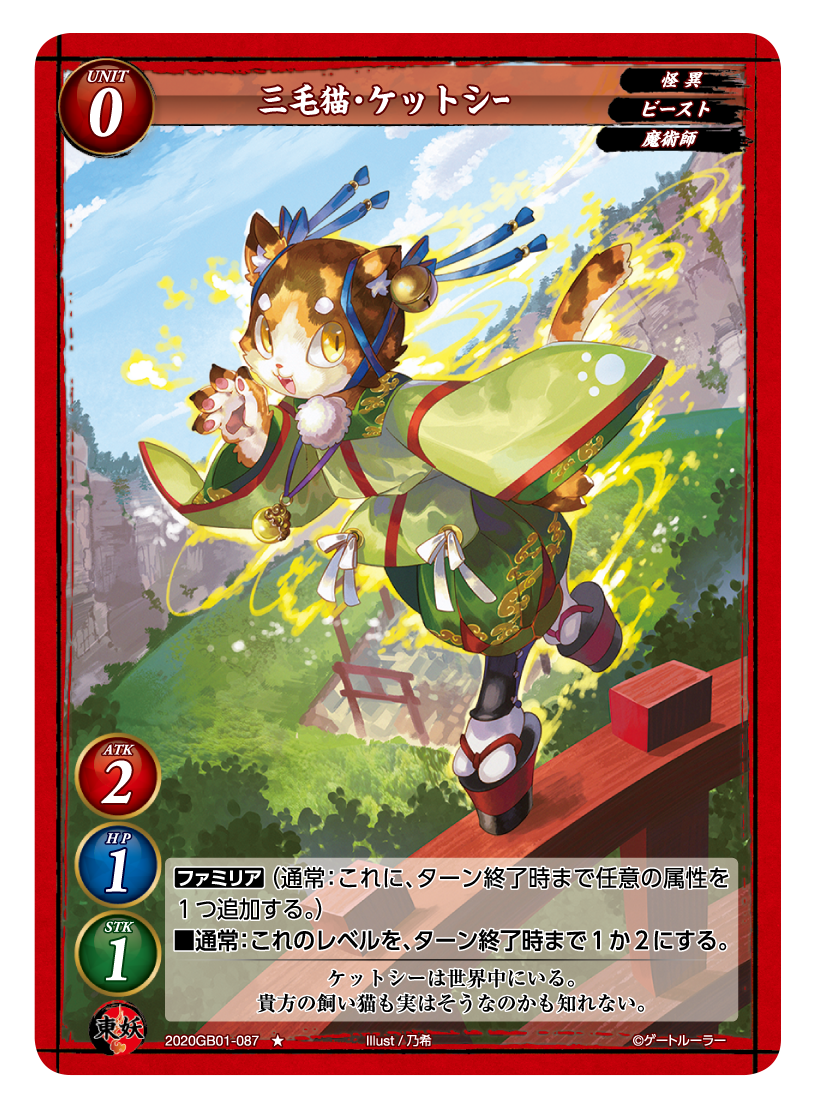 UNIT
0
三毛猫・ケットシー
怪異
ビースト
魔術師
ATK
2
HP
1
STK
1
ファミリア (通常：これに、ターン終了時まで任意の属性を
１つ追加する。)
■通常：これのレベルを、ターン終了時まで１か２にする。
ケットシーは世界中にいる。
貴方の飼い猫も実はそうなのかも知れない。
東妖
2020GB01-087 ★ Illust / 乃希 ©ゲートルーラー